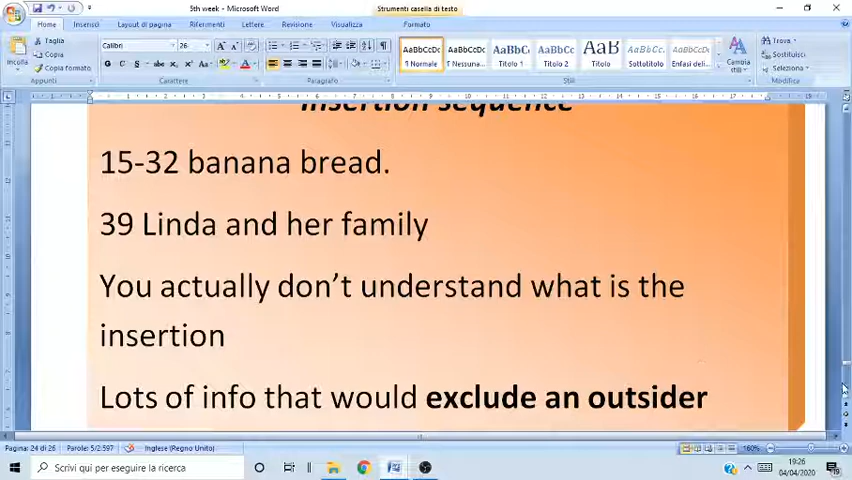 5th week - Microsoft Word
Strumenti casella di testo
Home Inserisci Layout di pagina Riferimenti Lettere Revisione Visualizza Formato
Incolla
Taglia
Copia
Copia formato
Appunti
Calibri 26
Carattere
Paragrafo
AaBbCcDc AaBbCcDc AaBbC AaBbCc AaB AaBbCc. AaBbCcDc
¶ Normale ¶ Nessuna... Titolo 1 Titolo 2 Titolo Sottotitolo Enfasi deli...
Cambia stili
Stili
Trova
Sostituisci
Seleziona
Modifica
insertion sequence
15-32 banana bread.
39 Linda and her family
You actually don’t understand what is the
insertion
Lots of info that would exclude an outsider
Pagina: 24 di 26 Parole: 5/2.597 Inglese (Regno Unito) 160%
Scrivi qui per eseguire la ricerca
19:26
04/04/2020